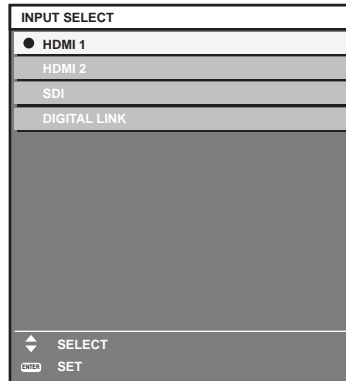 INPUT SELECT
HDMI 1
HDMI 2
SDI
DIGITAL LINK
SELECT
ENTER SET